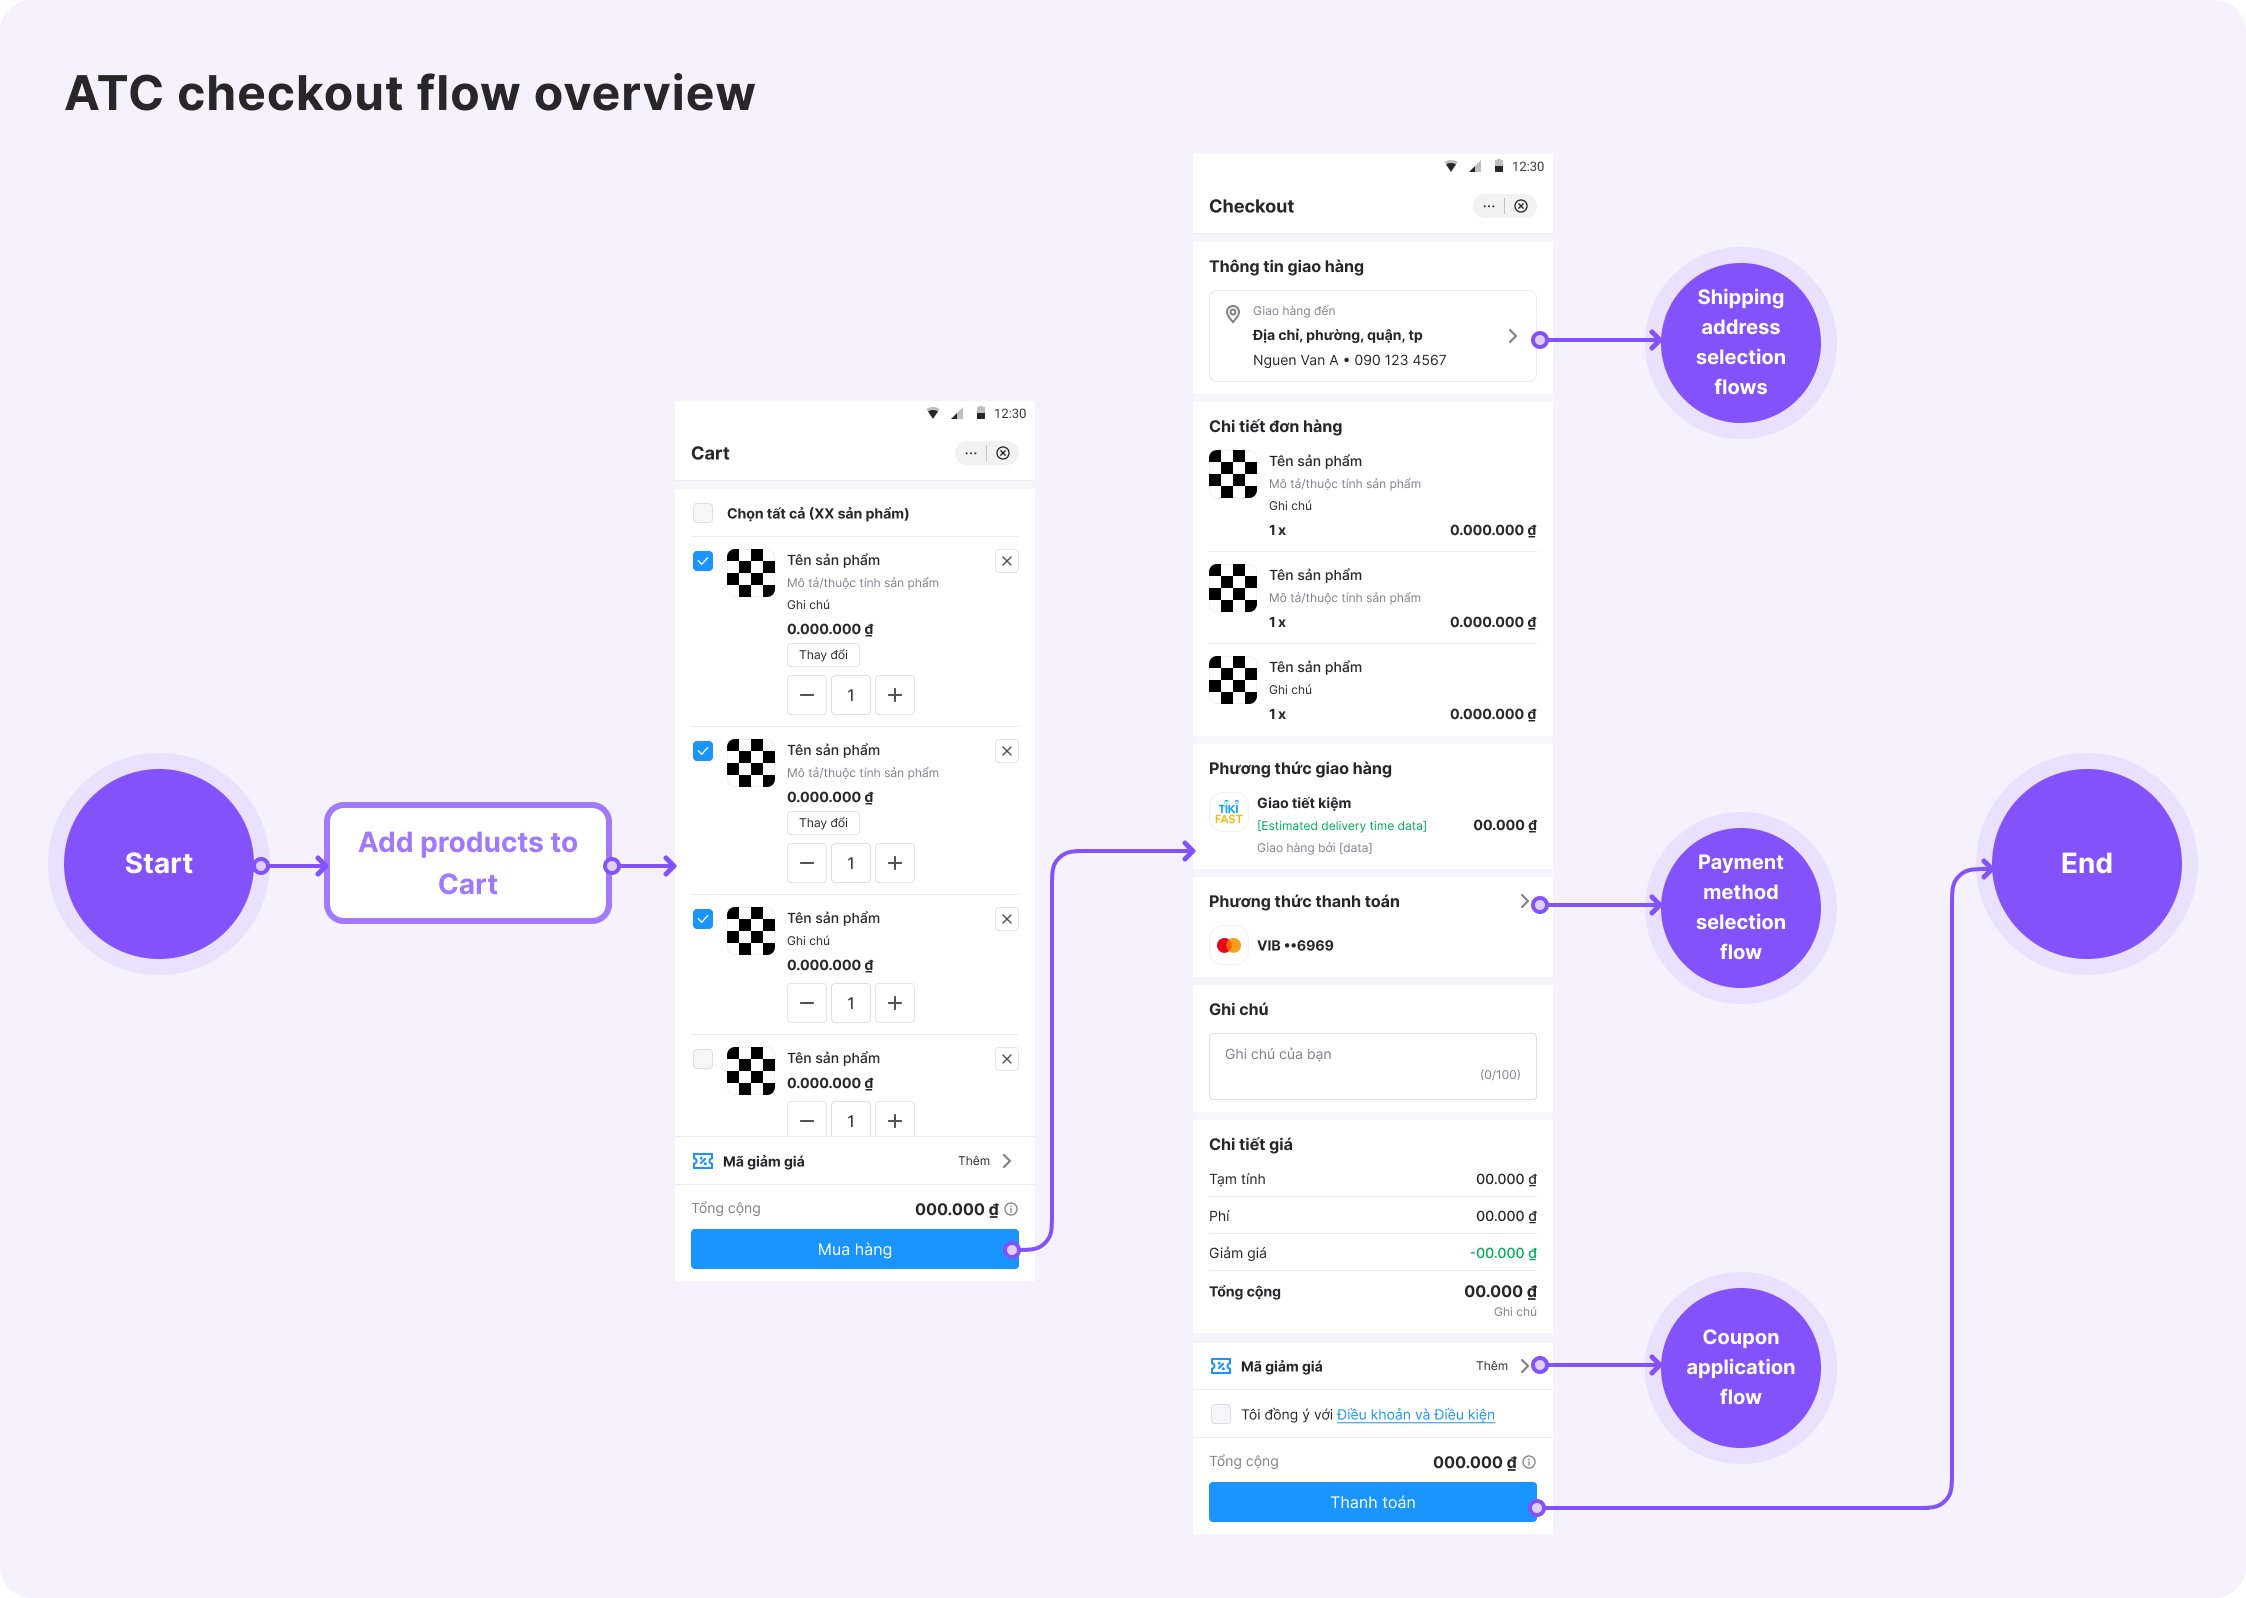 ATC checkout flow overview
Start
Add products to
Cart
12:30
Cart
Chọn tất cả (XX sản phẩm)
Tên sản phẩm
Mô tả/thuộc tính sản phẩm
Ghi chú
0.000.000 ₫
Thay đổi
1
Tên sản phẩm
Mô tả/thuộc tính sản phẩm
0.000.000 ₫
Thay đổi
1
Tên sản phẩm
Ghi chú
0.000.000 ₫
1
Tên sản phẩm
0.000.000 ₫
1
Mã giảm giá Thêm
Tổng cộng 000.000 ₫
Mua hàng
12:30
Checkout
Thông tin giao hàng
Giao hàng đến
Địa chỉ, phường, quận, tp
Nguen Van A • 090 123 4567
Chi tiết đơn hàng
Tên sản phẩm
Mô tả/thuộc tính sản phẩm
Ghi chú
1 x 0.000.000 ₫
Tên sản phẩm
Mô tả/thuộc tính sản phẩm
1 x 0.000.000 ₫
Tên sản phẩm
Ghi chú
1 x 0.000.000 ₫
Phương thức giao hàng
TIKI
FAST
Giao tiết kiệm
[Estimated delivery time data] 00.000 ₫
Giao hàng bởi [data]
Phương thức thanh toán
VIB ••6969
Ghi chú
Ghi chú của bạn
(0/100)
Chi tiết giá
Tạm tính 00.000 ₫
Phí 00.000 ₫
Giảm giá -00.000 ₫
Tổng cộng 00.000 ₫
Ghi chú
Mã giảm giá Thêm
Tôi đồng ý với Điều khoản và Điều kiện
Tổng cộng 000.000 ₫
Thanh toán
Shipping
address
selection
flows
Payment
method
selection
flow
Coupon
application
flow
End